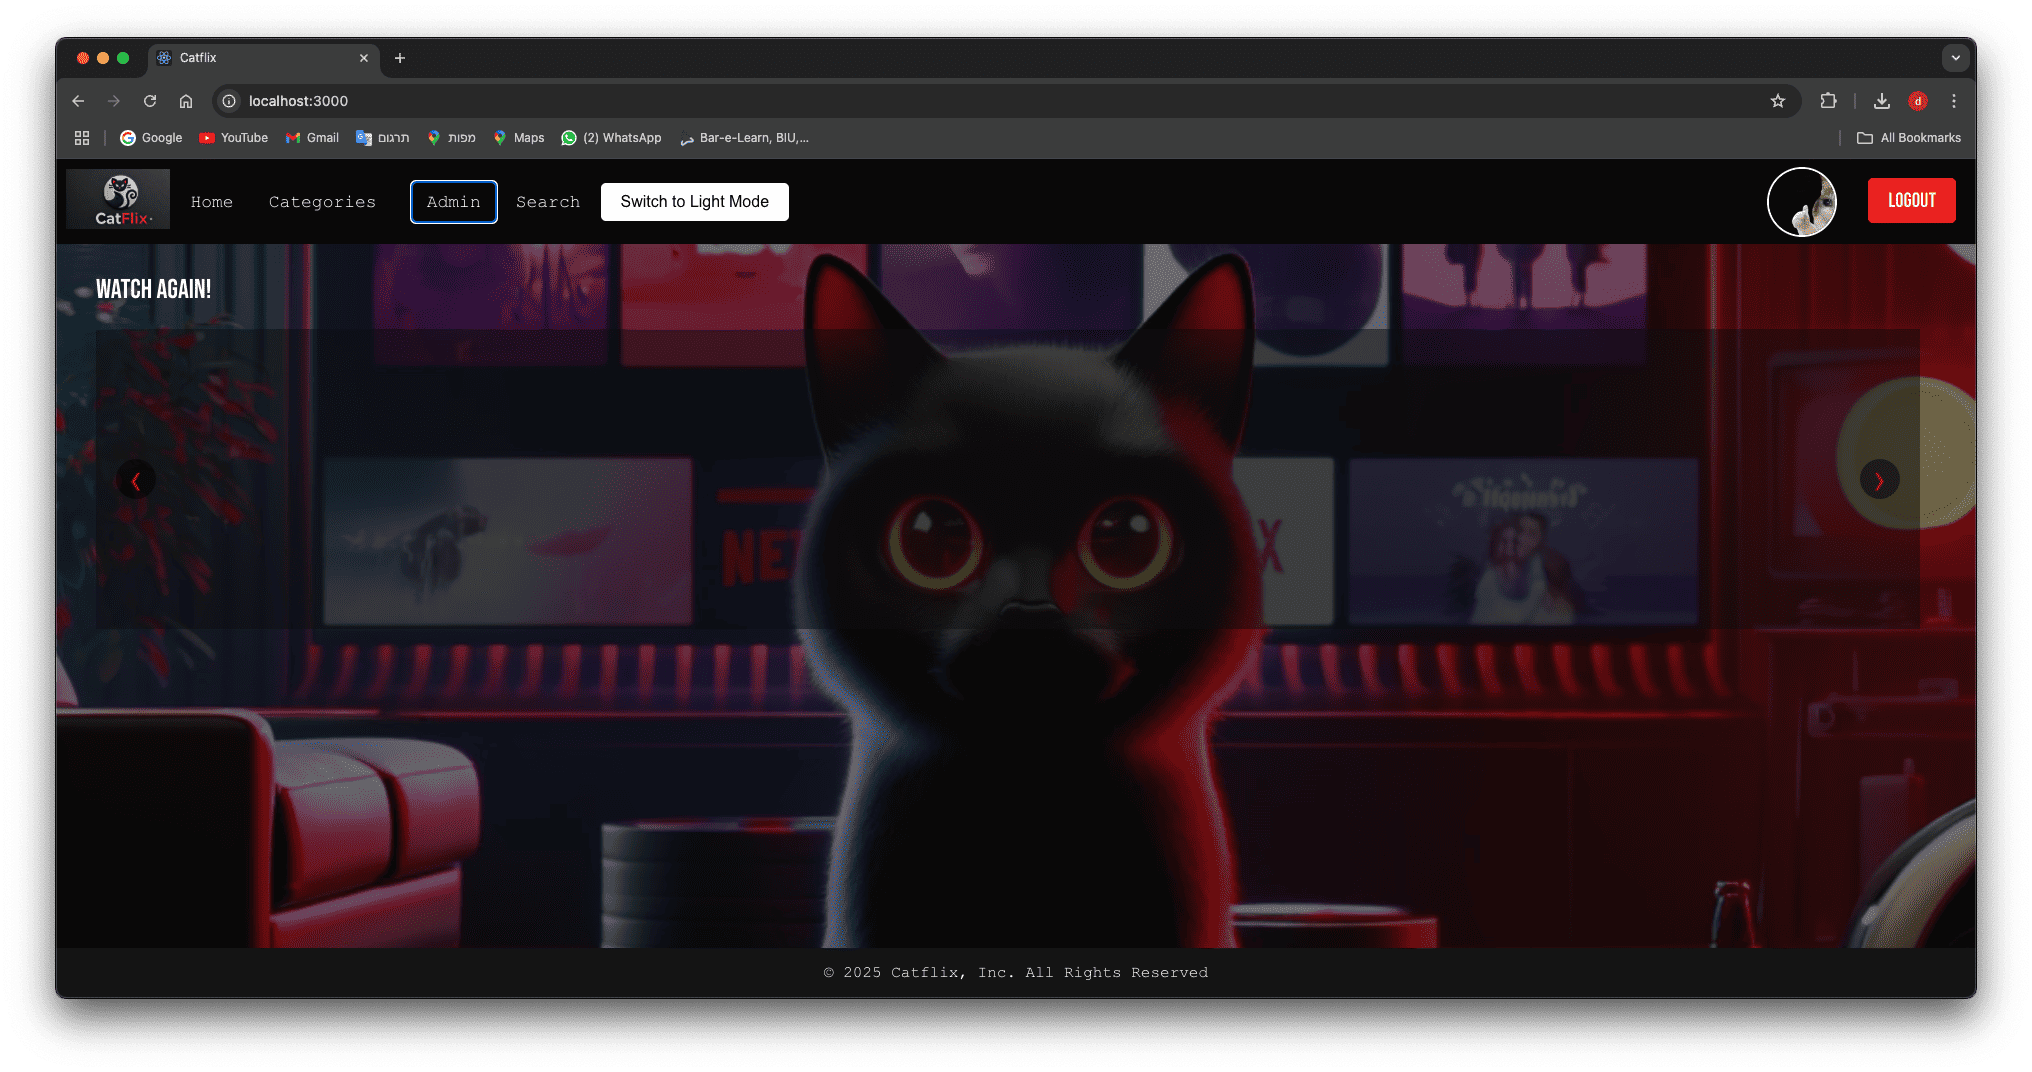 Catflix
localhost:3000
d
Google YouTube Gmail תרגום מפות Maps (2) WhatsApp Bar-e-Learn, BIU,... All Bookmarks
CatFlix
Home Categories Admin Search Switch to Light Mode LOGOUT
WATCH AGAIN!
NE
X
© 2025 Catflix, Inc. All Rights Reserved